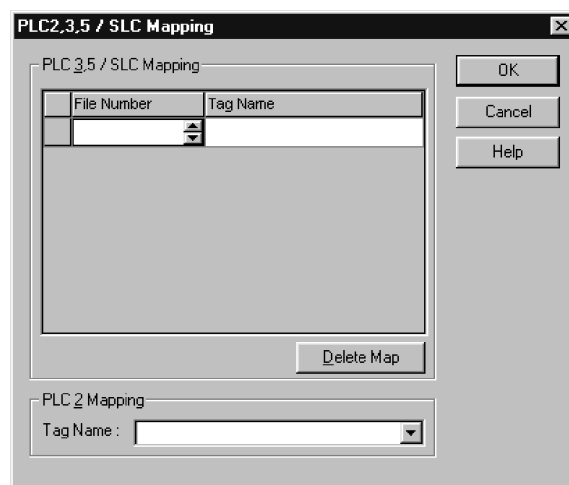 PLC2,3,5 / SLC Mapping
PLC 3,5 / SLC Mapping
File Number Tag Name
OK
Cancel
Help
Delete Map
PLC 2 Mapping
Tag Name :